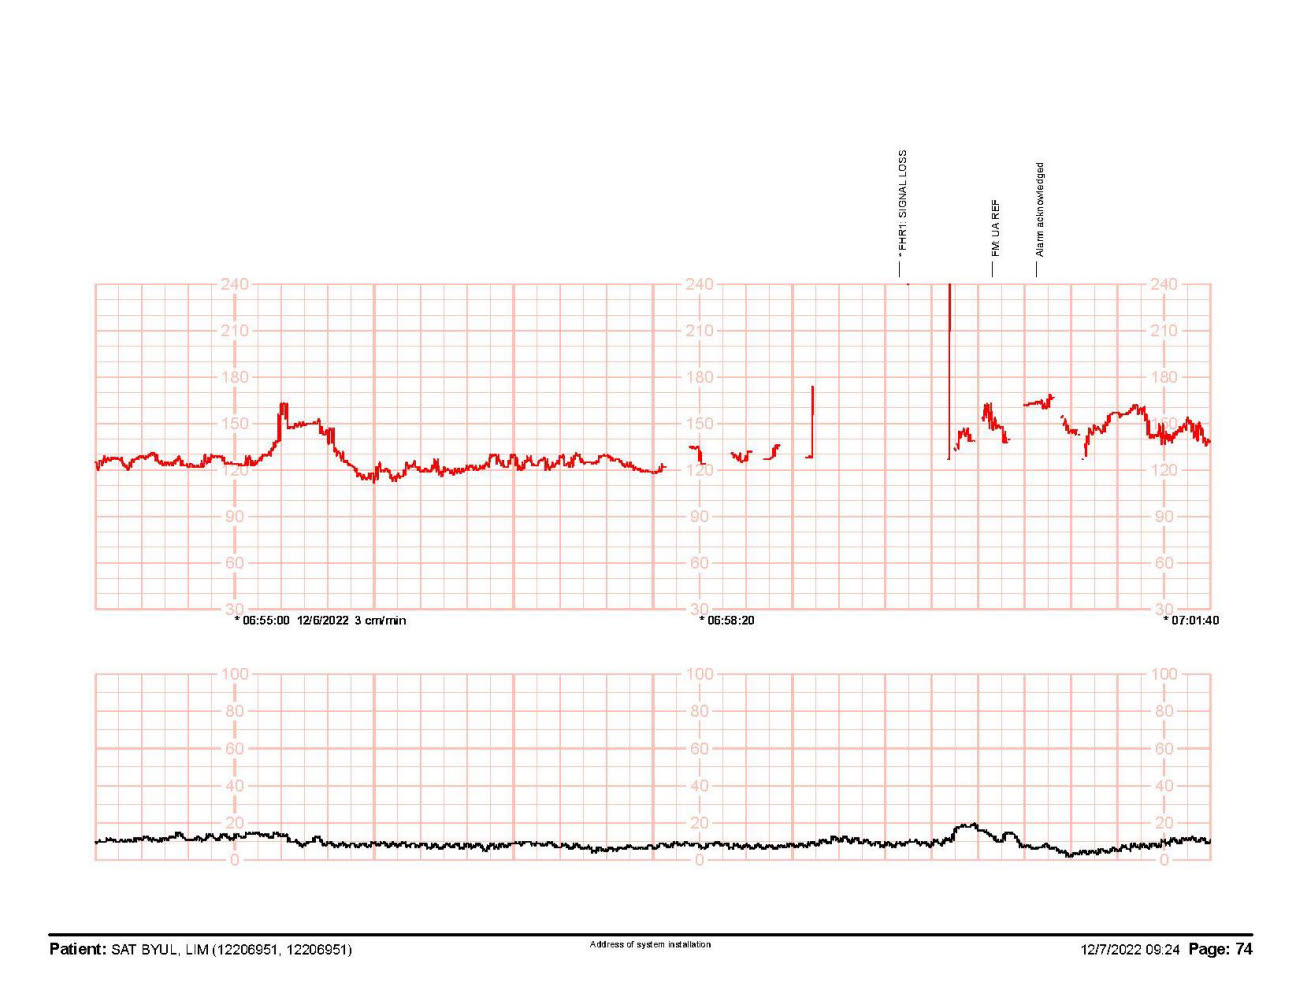 * FHR1: SIGNAL LOSS
FM: UA REF
Alarm acknowledged
240 240 240
210 210 210
180 180 180
150 150 150
120 120 120
90 90 90
60 60 60
30 30 30
* 06:55:00 12/6/2022 3 cm/min * 06:58:20 * 07:01:40
100 100 100
80 80 80
60 60 60
40 40 40
20 20 20
0 0 0
Patient: SAT BYUL, LIM (12206951, 12206951) Address of system installation 12/7/2022 09:24 Page: 74